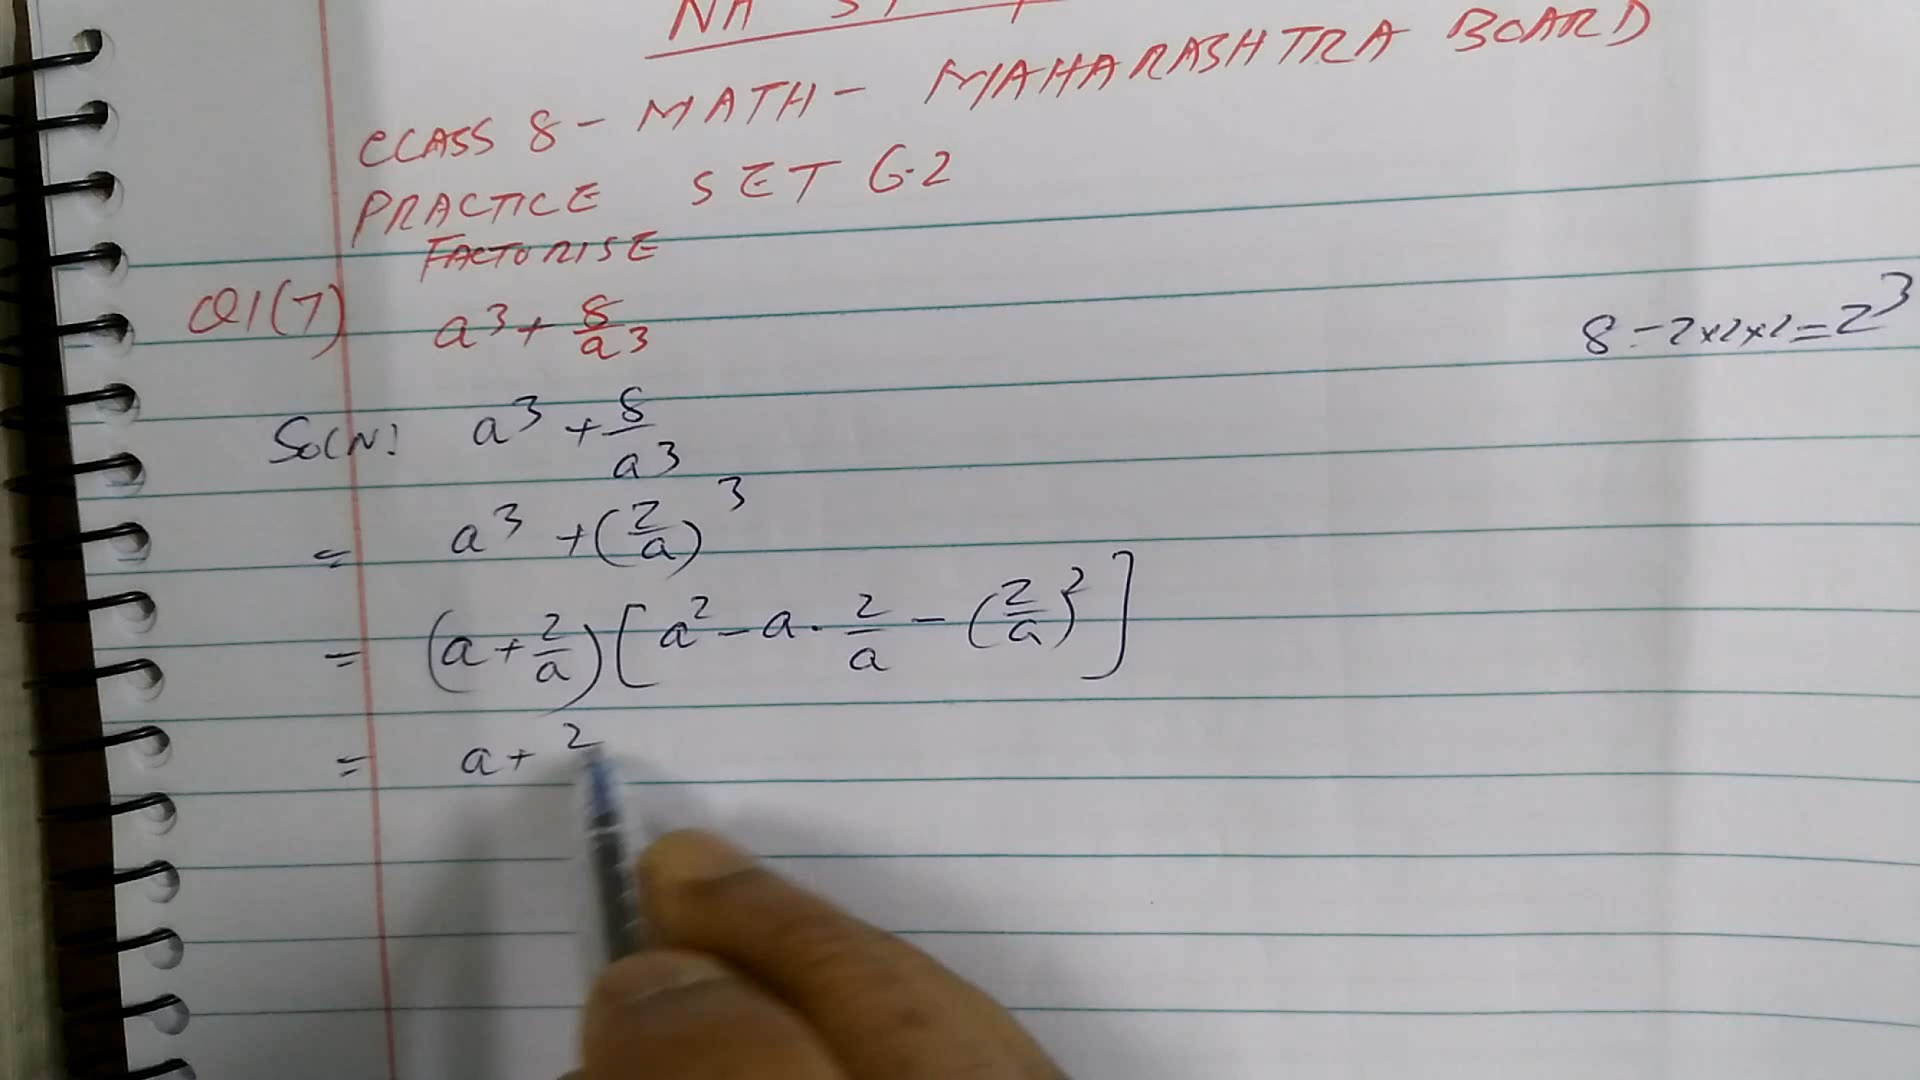 CLASS 8 - MATH - MAHARASHTRA BOARD
PRACTICE SET 6.2
FACTORISE
Q1(7) a³ + 8/a³
8 = 2×2×2 = 2³
SOLN: a³ + 8/a³
= a³ + (2/a)³
= (a + 2/a) [a² - a · 2/a - (2/a)²]
= a + 2